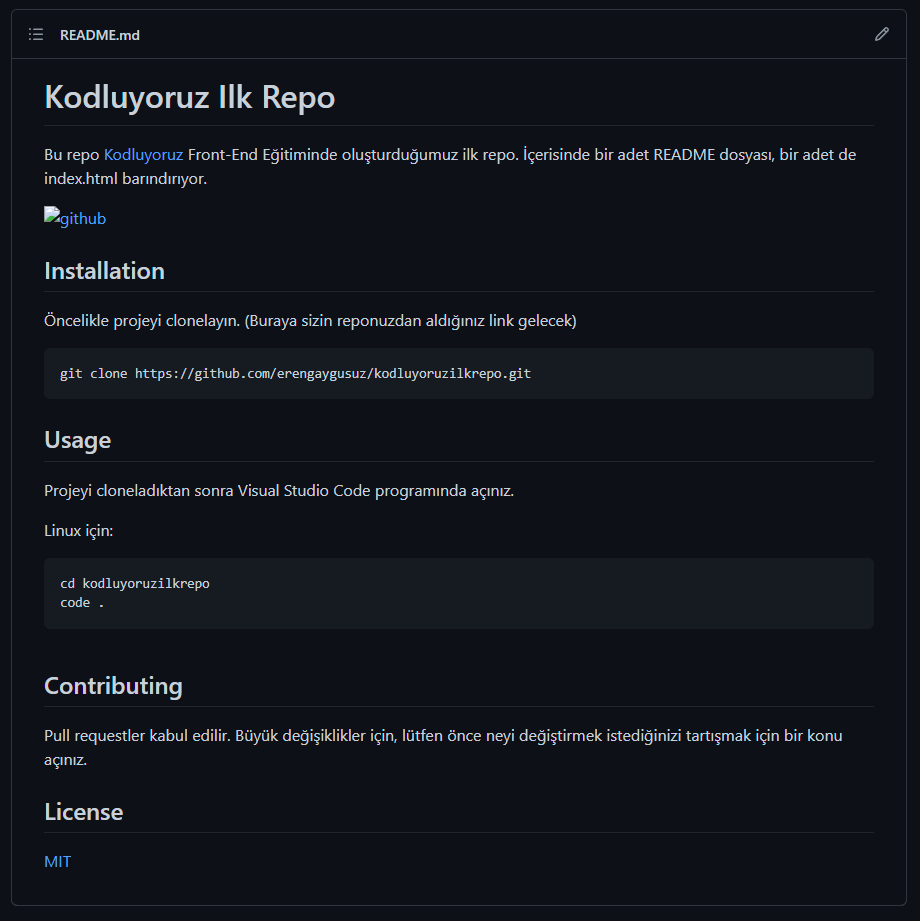 README.md
Kodluyoruz Ilk Repo
Bu repo Kodluyoruz Front-End Eğitiminde oluşturduğumuz ilk repo. İçerisinde bir adet README dosyası, bir adet de
index.html barındırıyor.
github
Installation
Öncelikle projeyi clonelayın. (Buraya sizin reponuzdan aldığınız link gelecek)
git clone https://github.com/erengaygusuz/kodluyoruzilkrepo.git
Usage
Projeyi cloneladıktan sonra Visual Studio Code programında açınız.
Linux için:
cd kodluyoruzilkrepo
code .
Contributing
Pull requestler kabul edilir. Büyük değişiklikler için, lütfen önce neyi değiştirmek istediğinizi tartışmak için bir konu
açınız.
License
MIT